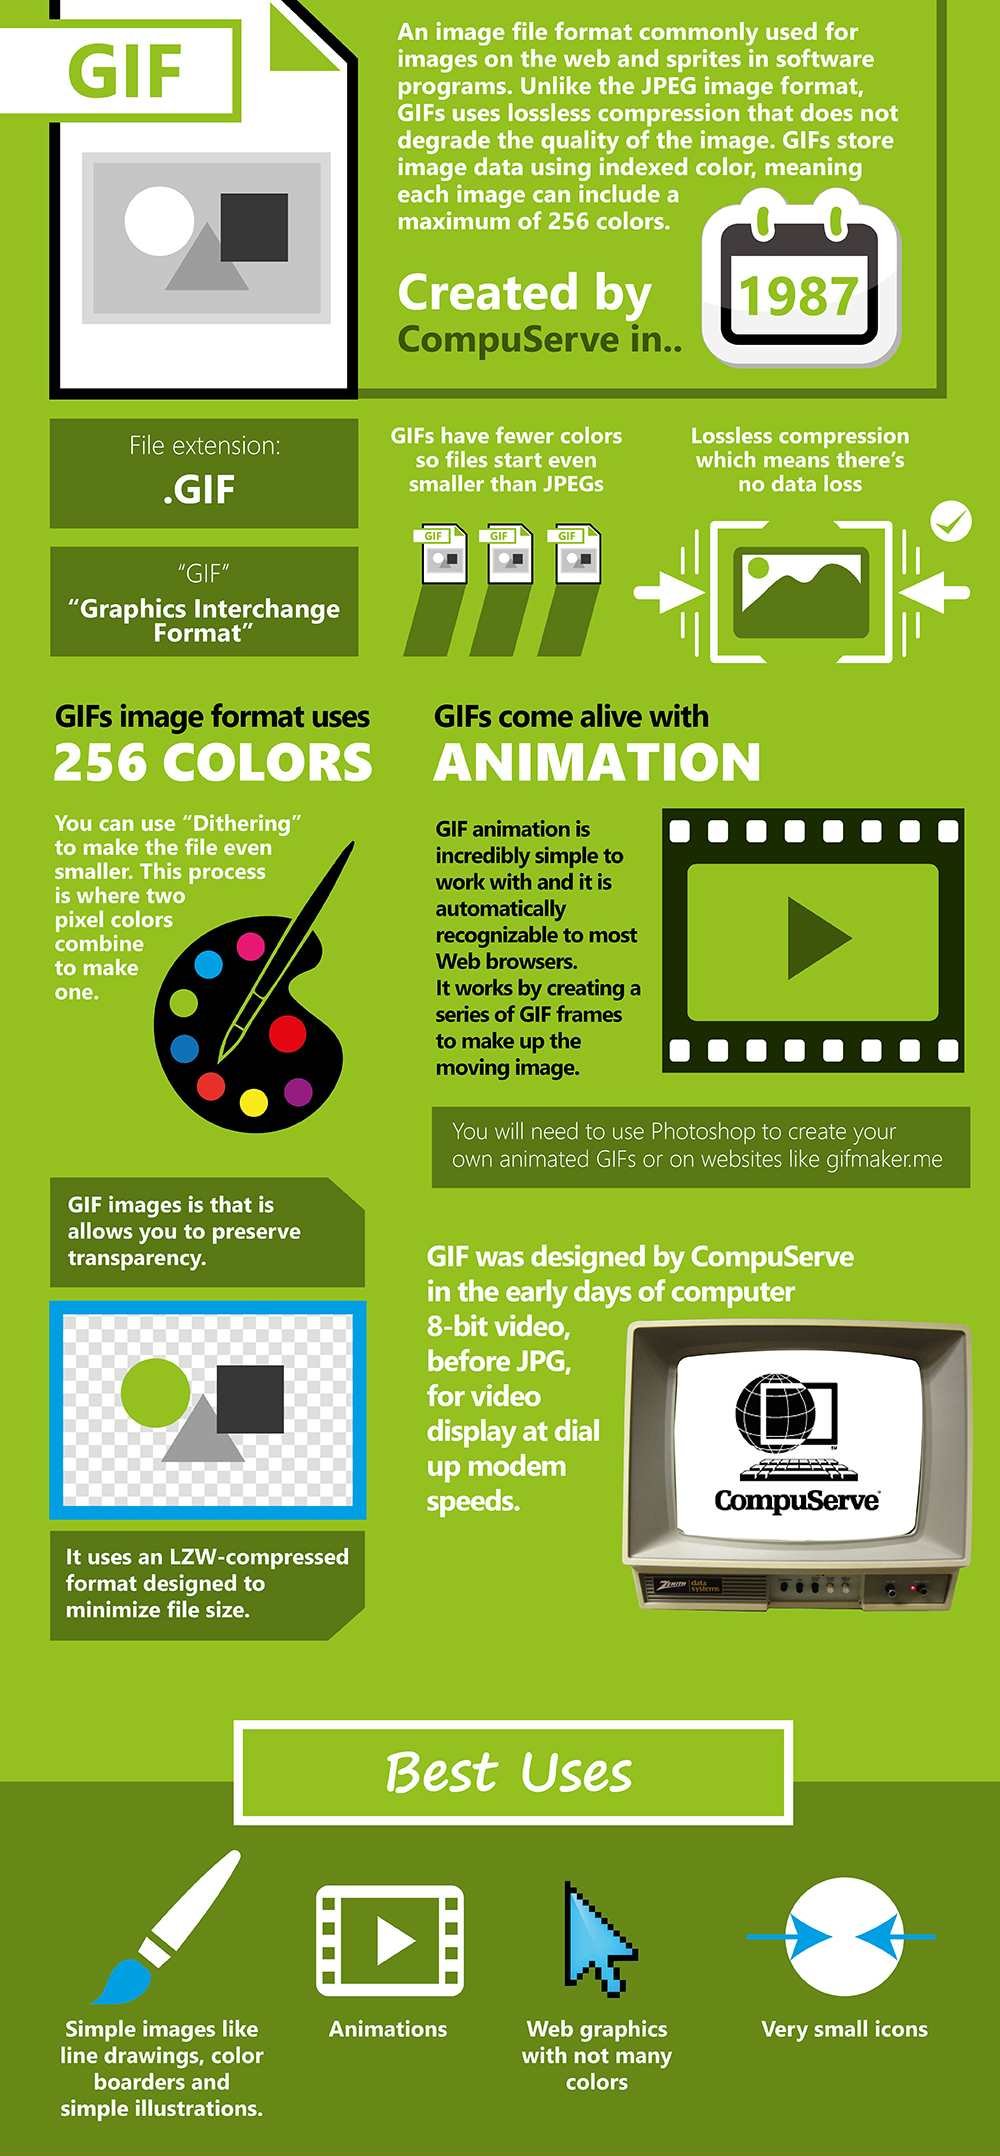 GIF
An image file format commonly used for
images on the web and sprites in software
programs. Unlike the JPEG image format,
GIFs uses lossless compression that does not
degrade the quality of the image. GIFs store
image data using indexed color, meaning
each image can include a
maximum of 256 colors.
Created by
CompuServe in..
1987
File extension:
.GIF
"GIF"
"Graphics Interchange
Format"
GIFs have fewer colors
so files start even
smaller than JPEGs
GIF
GIF
GIF
Lossless compression
which means there's
no data loss
GIFs image format uses
256 COLORS
You can use "Dithering"
to make the file even
smaller. This process
is where two
pixel colors
combine
to make
one.
GIFs come alive with
ANIMATION
GIF animation is
incredibly simple to
work with and it is
automatically
recognizable to most
Web browsers.
It works by creating a
series of GIF frames
to make up the
moving image.
You will need to use Photoshop to create your
own animated GIFs or on websites like gifmaker.me
GIF images is that is
allows you to preserve
transparency.
It uses an LZW-compressed
format designed to
minimize file size.
GIF was designed by CompuServe
in the early days of computer
8-bit video,
before JPG,
for video
display at dial
up modem
speeds.
CompuServe
ZENITH data
systems
Best Uses
Simple images like
line drawings, color
boarders and
simple illustrations.
Animations
Web graphics
with not many
colors
Very small icons